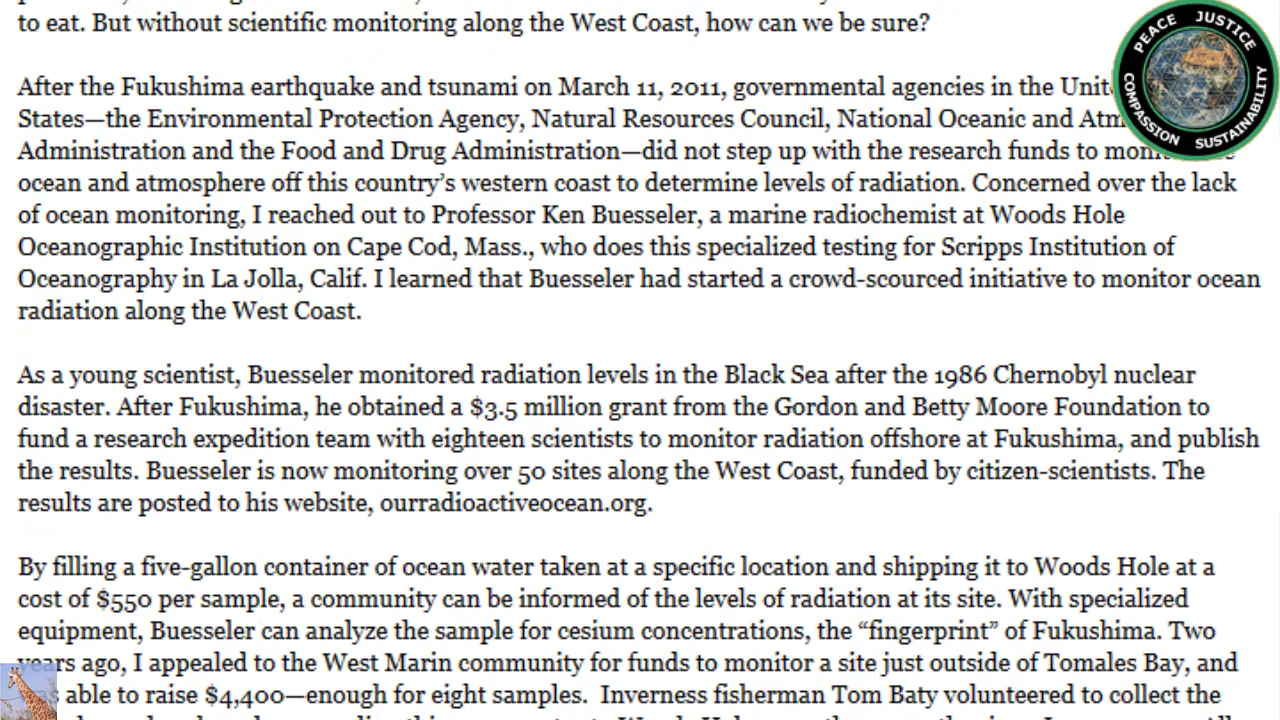 to eat. But without scientific monitoring along the West Coast, how can we be sure?
PEACE JUSTICE
COMPASSION SUSTAINABILITY
After the Fukushima earthquake and tsunami on March 11, 2011, governmental agencies in the
States—the Environmental Protection Agency, Natural Resources Council, National Oceanic and
Administration and the Food and Drug Administration—did not step up with the research funds to
ocean and atmosphere off this country's western coast to determine levels of radiation. Concerned over the lack
of ocean monitoring, I reached out to Professor Ken Buesseler, a marine radiochemist at Woods Hole
Oceanographic Institution on Cape Cod, Mass., who does this specialized testing for Scripps Institution of
Oceanography in La Jolla, Calif. I learned that Buesseler had started a crowd-scourced initiative to monitor ocean
radiation along the West Coast.
As a young scientist, Buesseler monitored radiation levels in the Black Sea after the 1986 Chernobyl nuclear
disaster. After Fukushima, he obtained a $3.5 million grant from the Gordon and Betty Moore Foundation to
fund a research expedition team with eighteen scientists to monitor radiation offshore at Fukushima, and publish
the results. Buesseler is now monitoring over 50 sites along the West Coast, funded by citizen-scientists. The
results are posted to his website, ourradioactiveocean.org.
By filling a five-gallon container of ocean water taken at a specific location and shipping it to Woods Hole at a
cost of $550 per sample, a community can be informed of the levels of radiation at its site. With specialized
equipment, Buesseler can analyze the sample for cesium concentrations, the “fingerprint” of Fukushima. Two
years ago, I appealed to the West Marin community for funds to monitor a site just outside of Tomales Bay, and
able to raise $4,400—enough for eight samples. Inverness fisherman Tom Baty volunteered to collect the